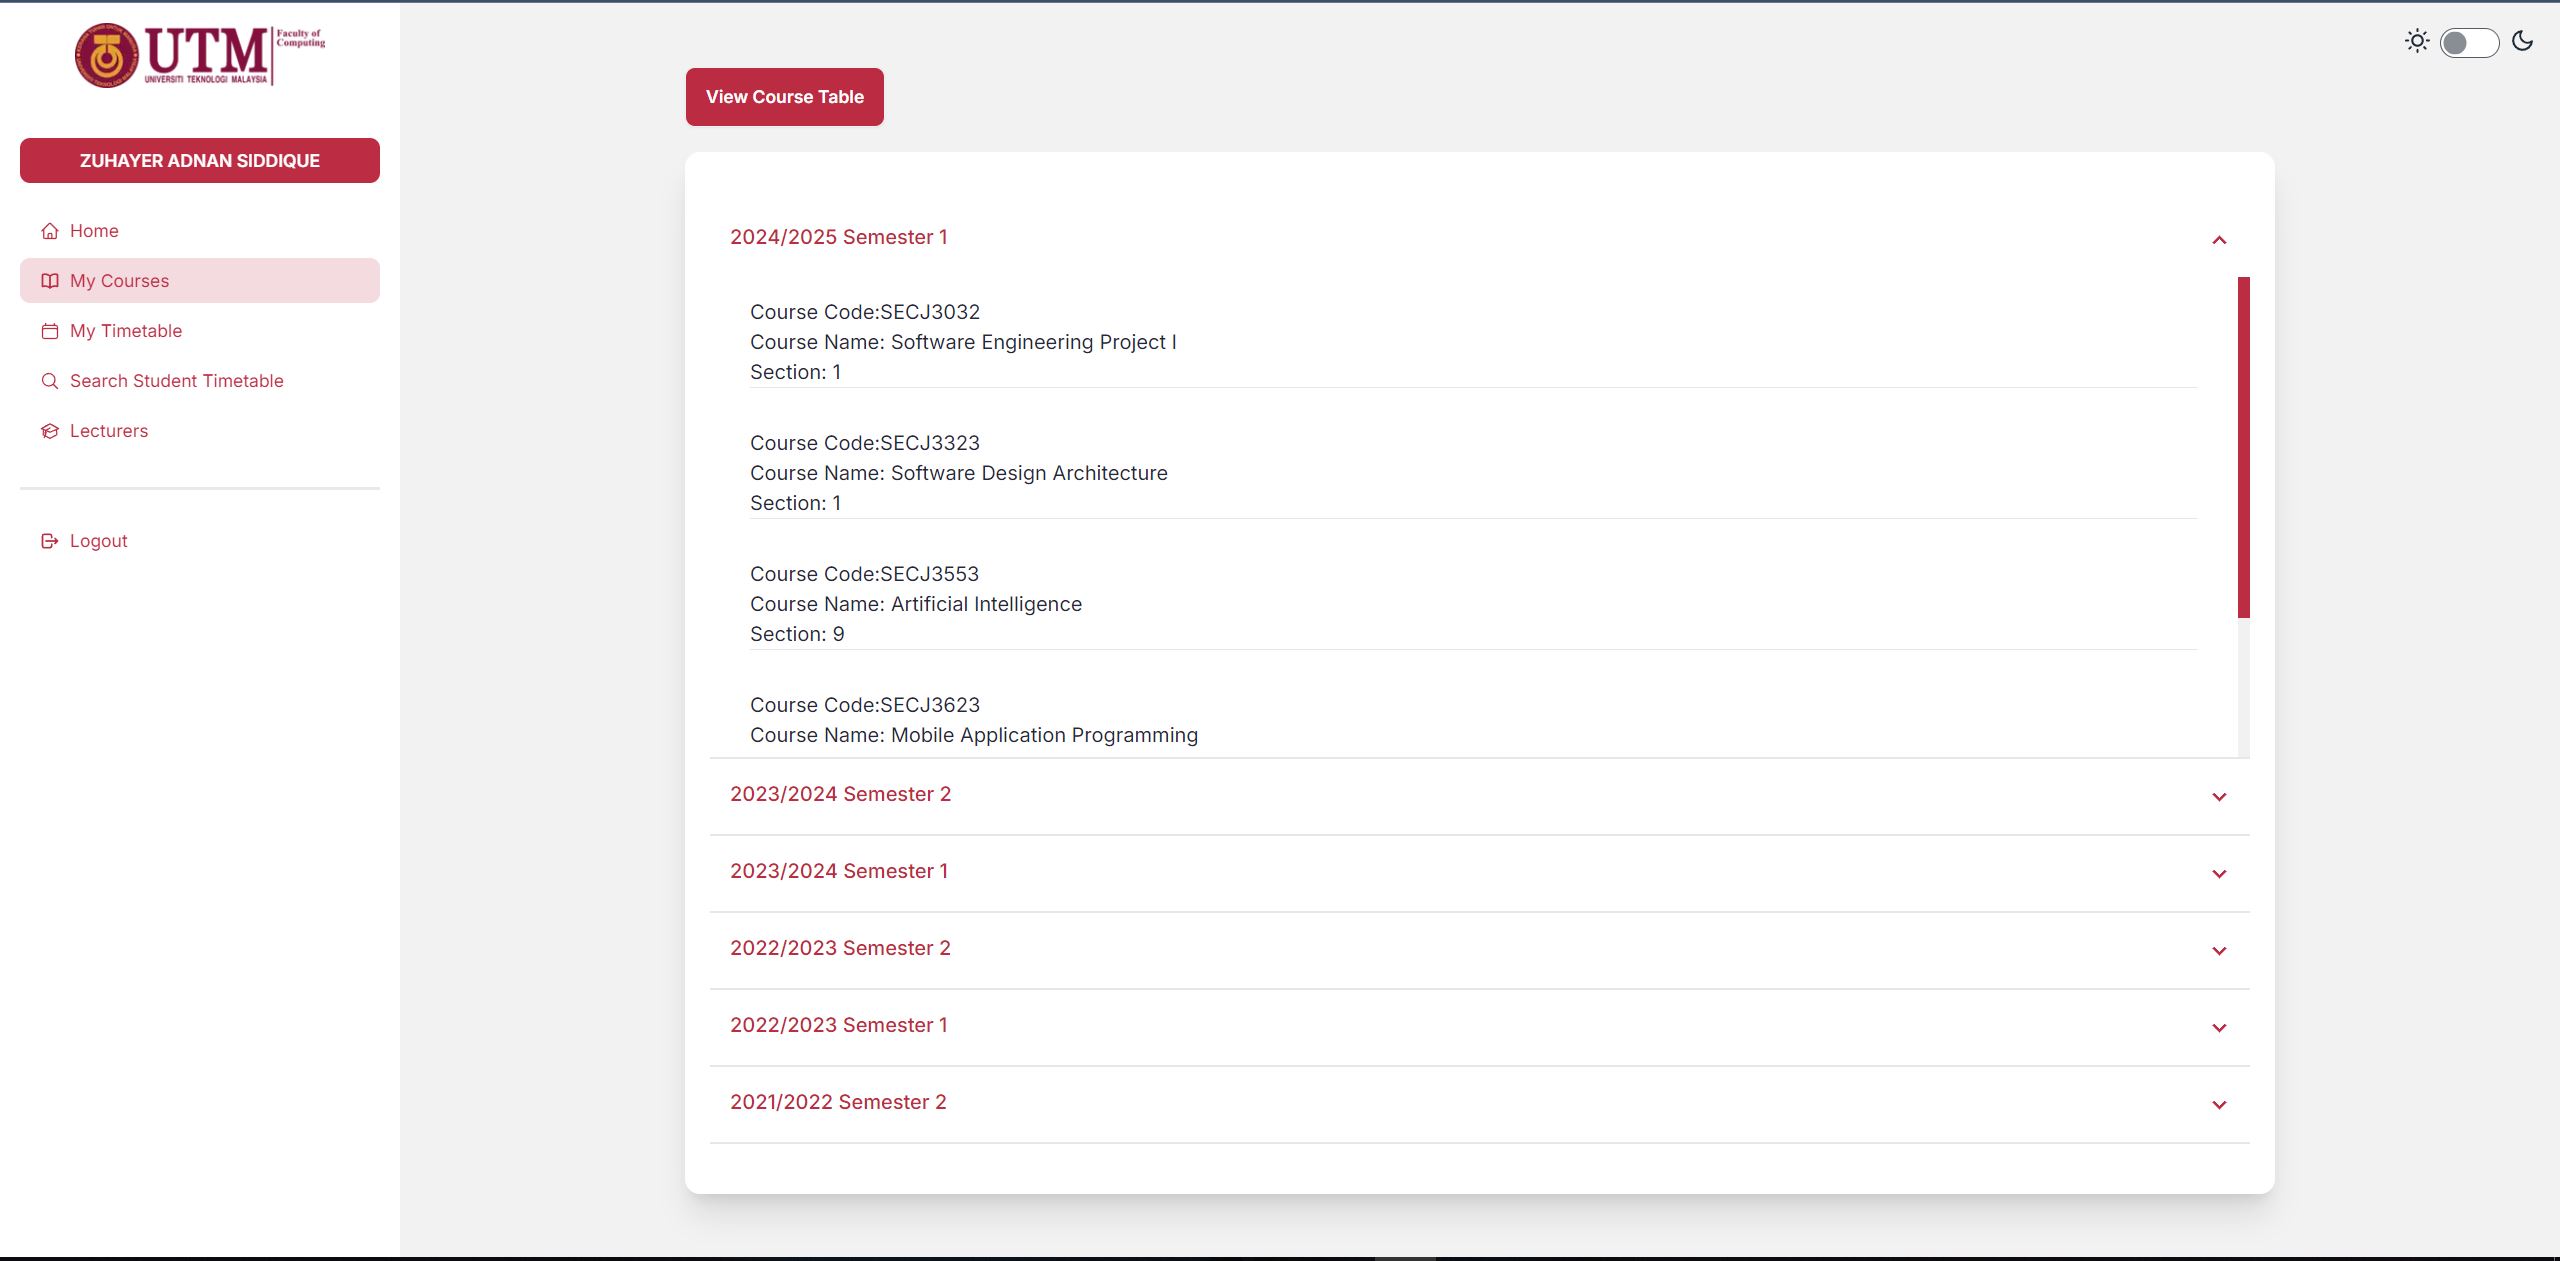 UTM
UNIVERSITI TEKNOLOGI MALAYSIA
Faculty of
Computing
ZUHAYER ADNAN SIDDIQUE
Home
My Courses
My Timetable
Search Student Timetable
Lecturers
Logout
View Course Table
2024/2025 Semester 1
Course Code:SECJ3032
Course Name: Software Engineering Project I
Section: 1
Course Code:SECJ3323
Course Name: Software Design Architecture
Section: 1
Course Code:SECJ3553
Course Name: Artificial Intelligence
Section: 9
Course Code:SECJ3623
Course Name: Mobile Application Programming
2023/2024 Semester 2
2023/2024 Semester 1
2022/2023 Semester 2
2022/2023 Semester 1
2021/2022 Semester 2